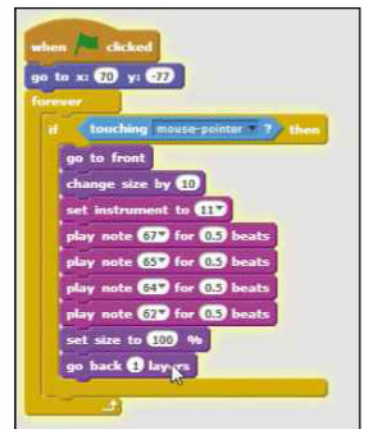 when clicked
go to x: 70 y: -77
forever
if touching mouse-pointer ? then
go to front
change size by 10
set instrument to 11
play note 67 for 0.5 beats
play note 65 for 0.5 beats
play note 64 for 0.5 beats
play note 62 for 0.5 beats
set size to 100 %
go back 1 layers